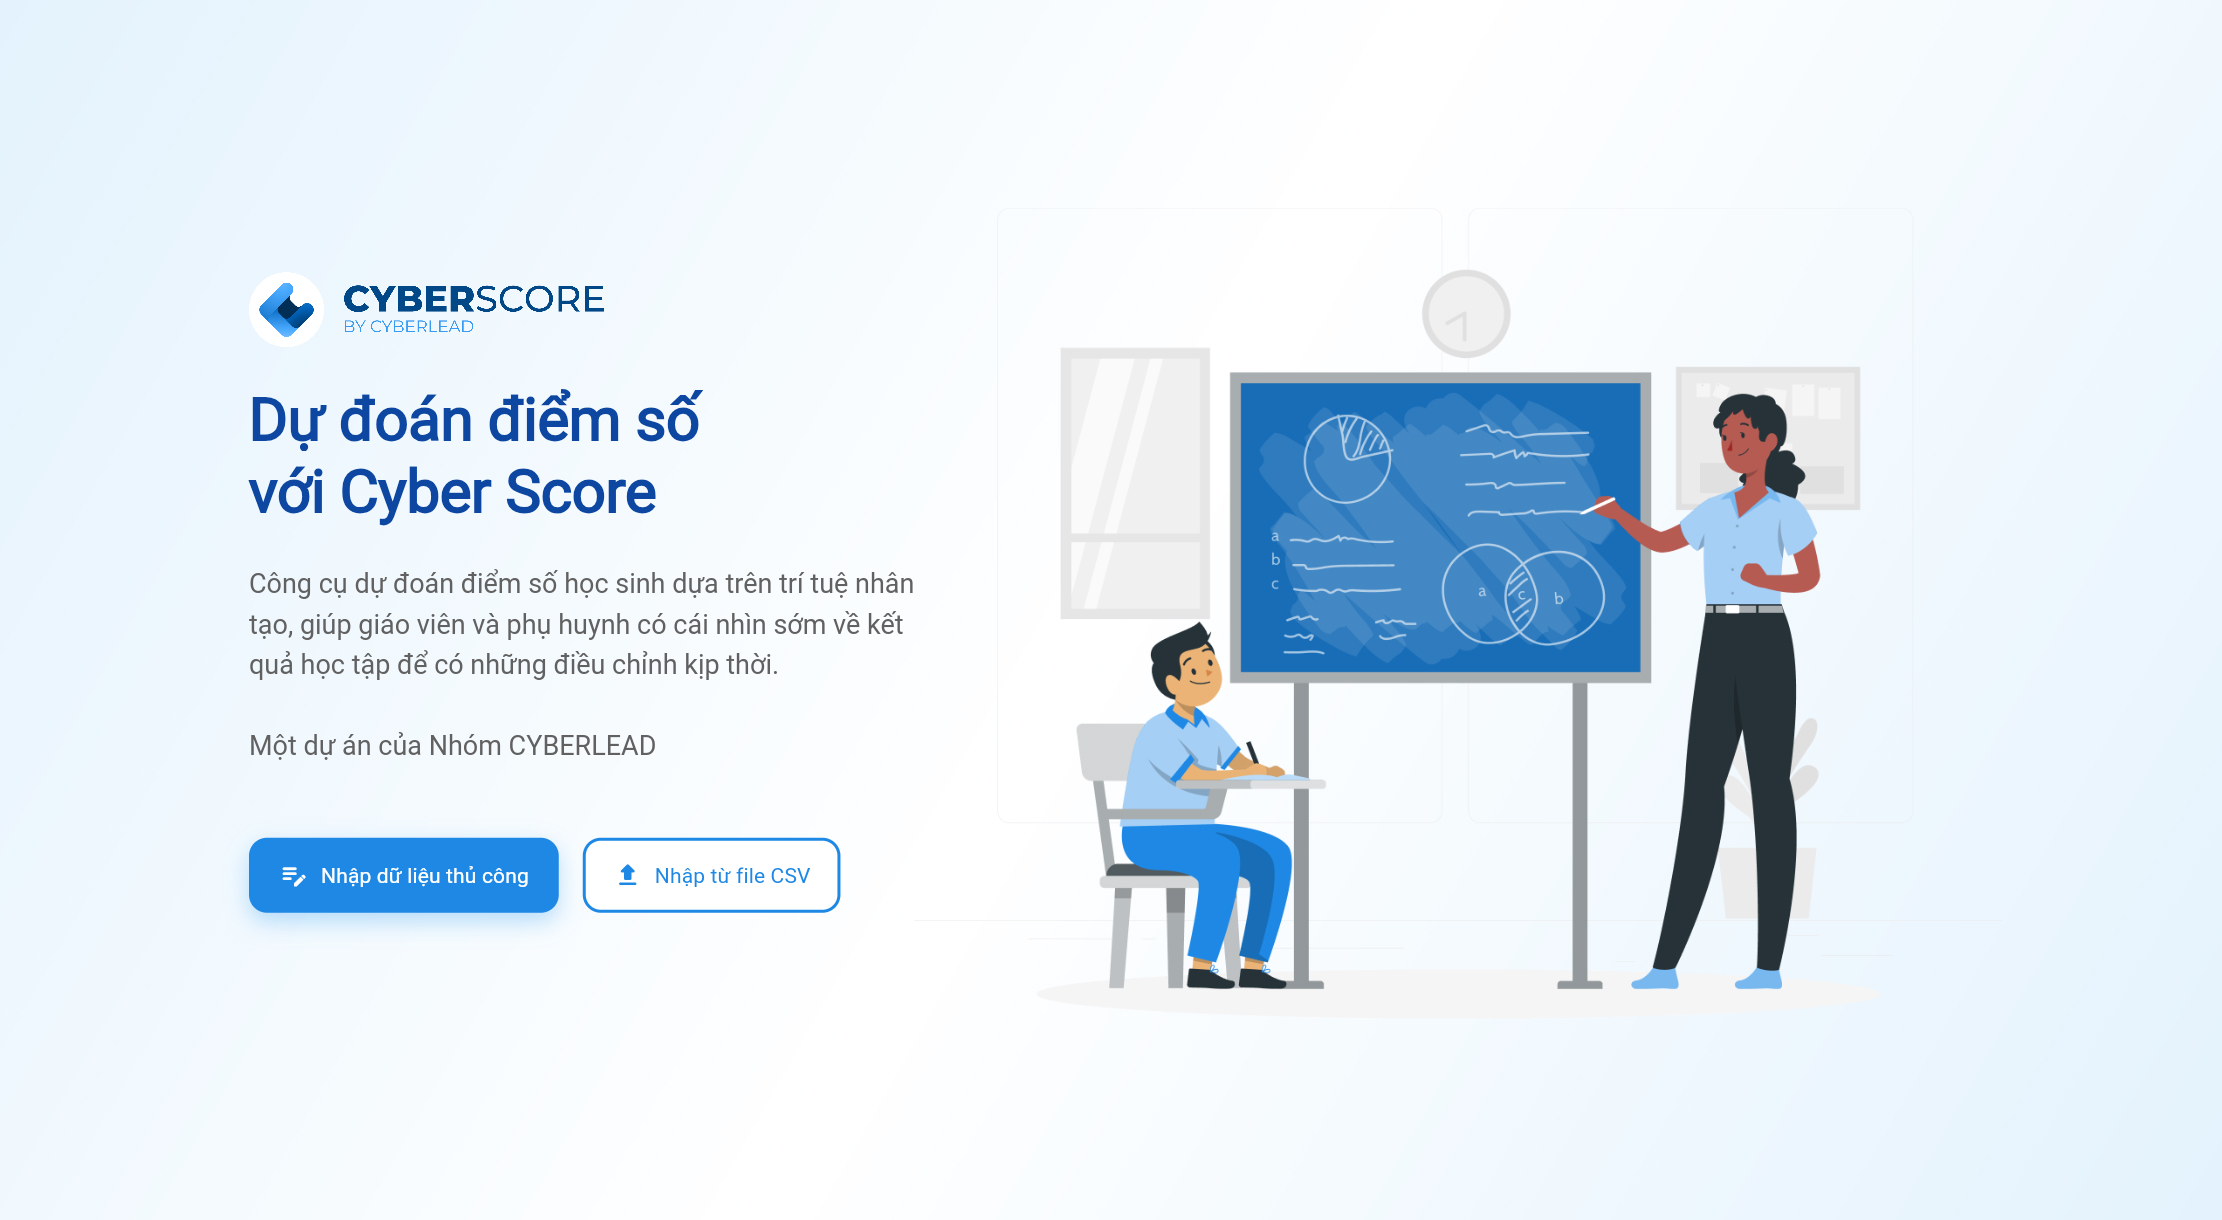 CYBERSCORE
BY CYBERLEAD
Dự đoán điểm số
với Cyber Score
Công cụ dự đoán điểm số học sinh dựa trên trí tuệ nhân
tạo, giúp giáo viên và phụ huynh có cái nhìn sớm về kết
quả học tập để có những điều chỉnh kịp thời.
Một dự án của Nhóm CYBERLEAD
Nhập dữ liệu thủ công
Nhập từ file CSV
a
b
c
a
c
b